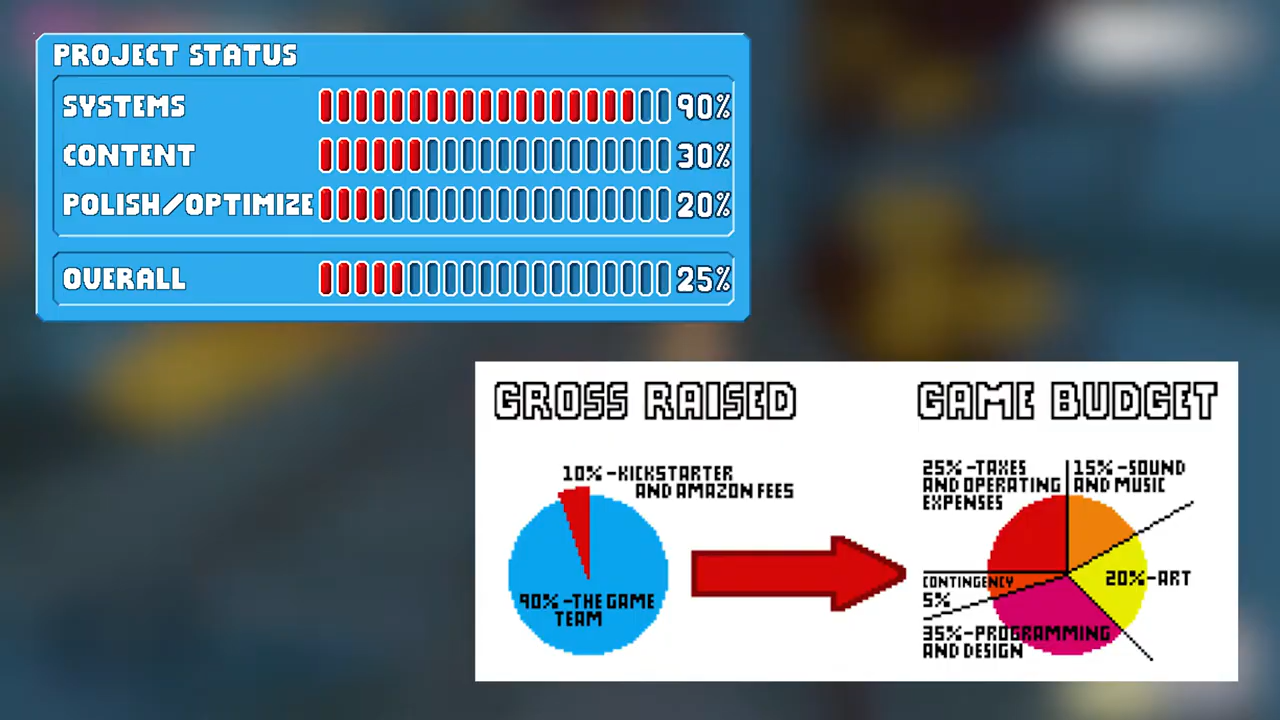 PROJECT STATUS
SYSTEMS 90%
CONTENT 30%
POLISH/OPTIMIZE 20%
OVERALL 25%
GROSS RAISED
10% -KICKSTARTER
AND AMAZON FEES
90% -THE GAME
TEAM
GAME BUDGET
25% -TAXES
AND OPERATING
EXPENSES
15% -SOUND
AND MUSIC
CONTINGENCY
5%
20%-ART
35%-PROGRAMMING
AND DESIGN